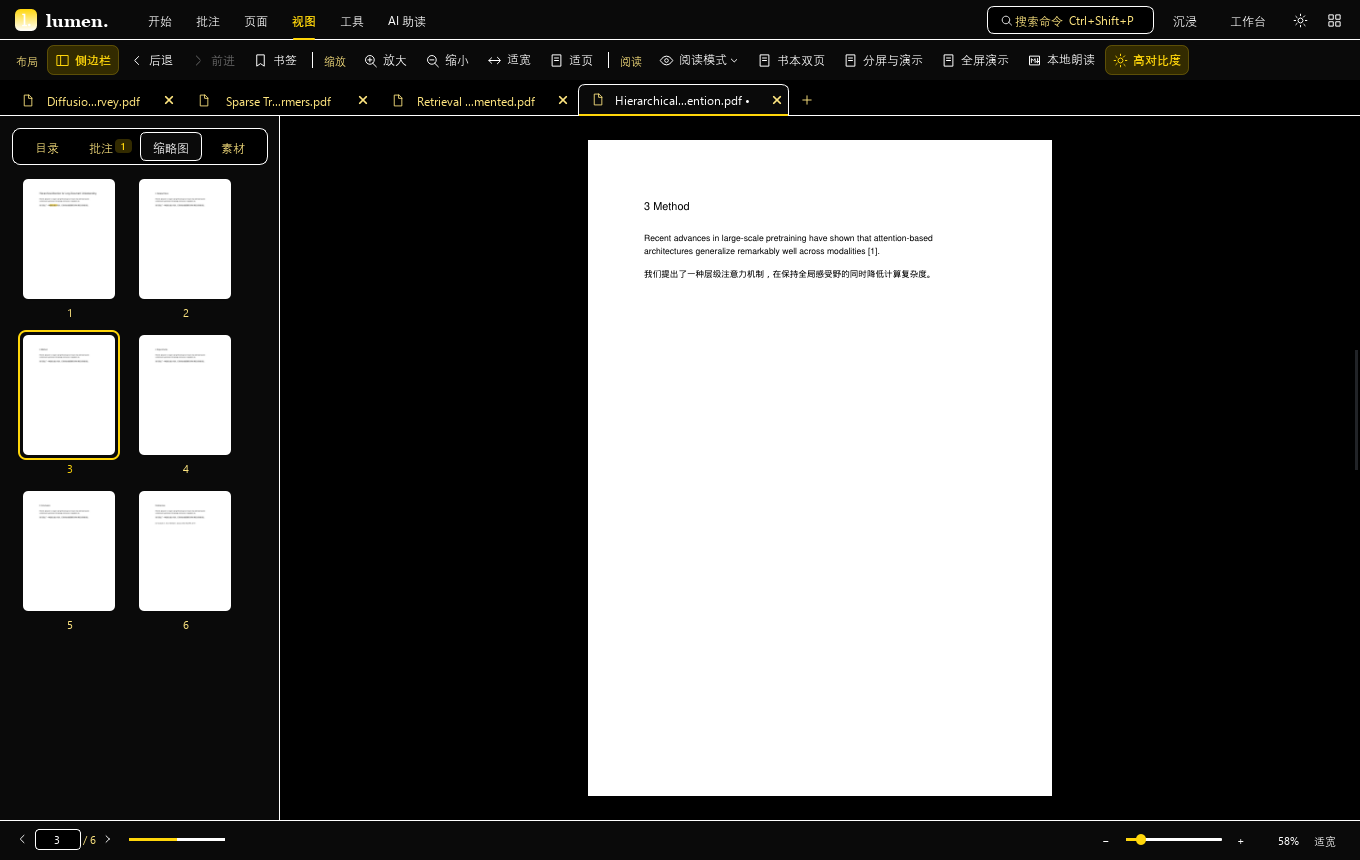 lumen. 开始 批注 页面 视图 工具 AI 助读 搜索命令 Ctrl+Shift+P 沉浸 工作台
布局 侧边栏 后退 前进 书签 缩放 放大 缩小 适宽 适页 阅读 阅读模式 书本双页 分屏与演示 全屏演示 本地朗读 高对比度
Diffusio...rvey.pdf Sparse Tr...rmers.pdf Retrieval ...mented.pdf Hierarchical...ention.pdf •
目录 批注 1 缩略图 素材
1 2
3 4
5 6
3 Method
Recent advances in large-scale pretraining have shown that attention-based
architectures generalize remarkably well across modalities [1].
我们提出了一种层级注意力机制，在保持全局感受野的同时降低计算复杂度。
3 / 6 58% 适宽